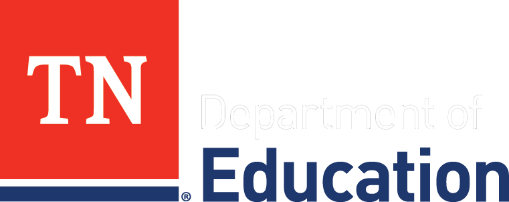 TN
Department of
®
Education